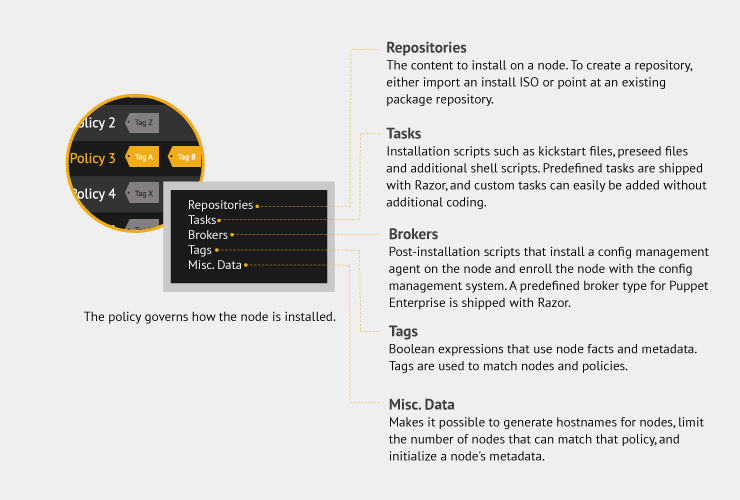 Policy 2 Tag Z
Policy 3 Tag A Tag B
Policy 4 Tag X
Repositories
Tasks
Brokers
Tags
Misc. Data
The policy governs how the node is installed.
Repositories
The content to install on a node. To create a repository,
either import an install ISO or point at an existing
package repository.
Tasks
Installation scripts such as kickstart files, preseed files
and additional shell scripts. Predefined tasks are shipped
with Razor, and custom tasks can easily be added without
additional coding.
Brokers
Post-installation scripts that install a config management
agent on the node and enroll the node with the config
management system. A predefined broker type for Puppet
Enterprise is shipped with Razor.
Tags
Boolean expressions that use node facts and metadata.
Tags are used to match nodes and policies.
Misc. Data
Makes it possible to generate hostnames for nodes, limit
the number of nodes that can match that policy, and
initialize a node's metadata.